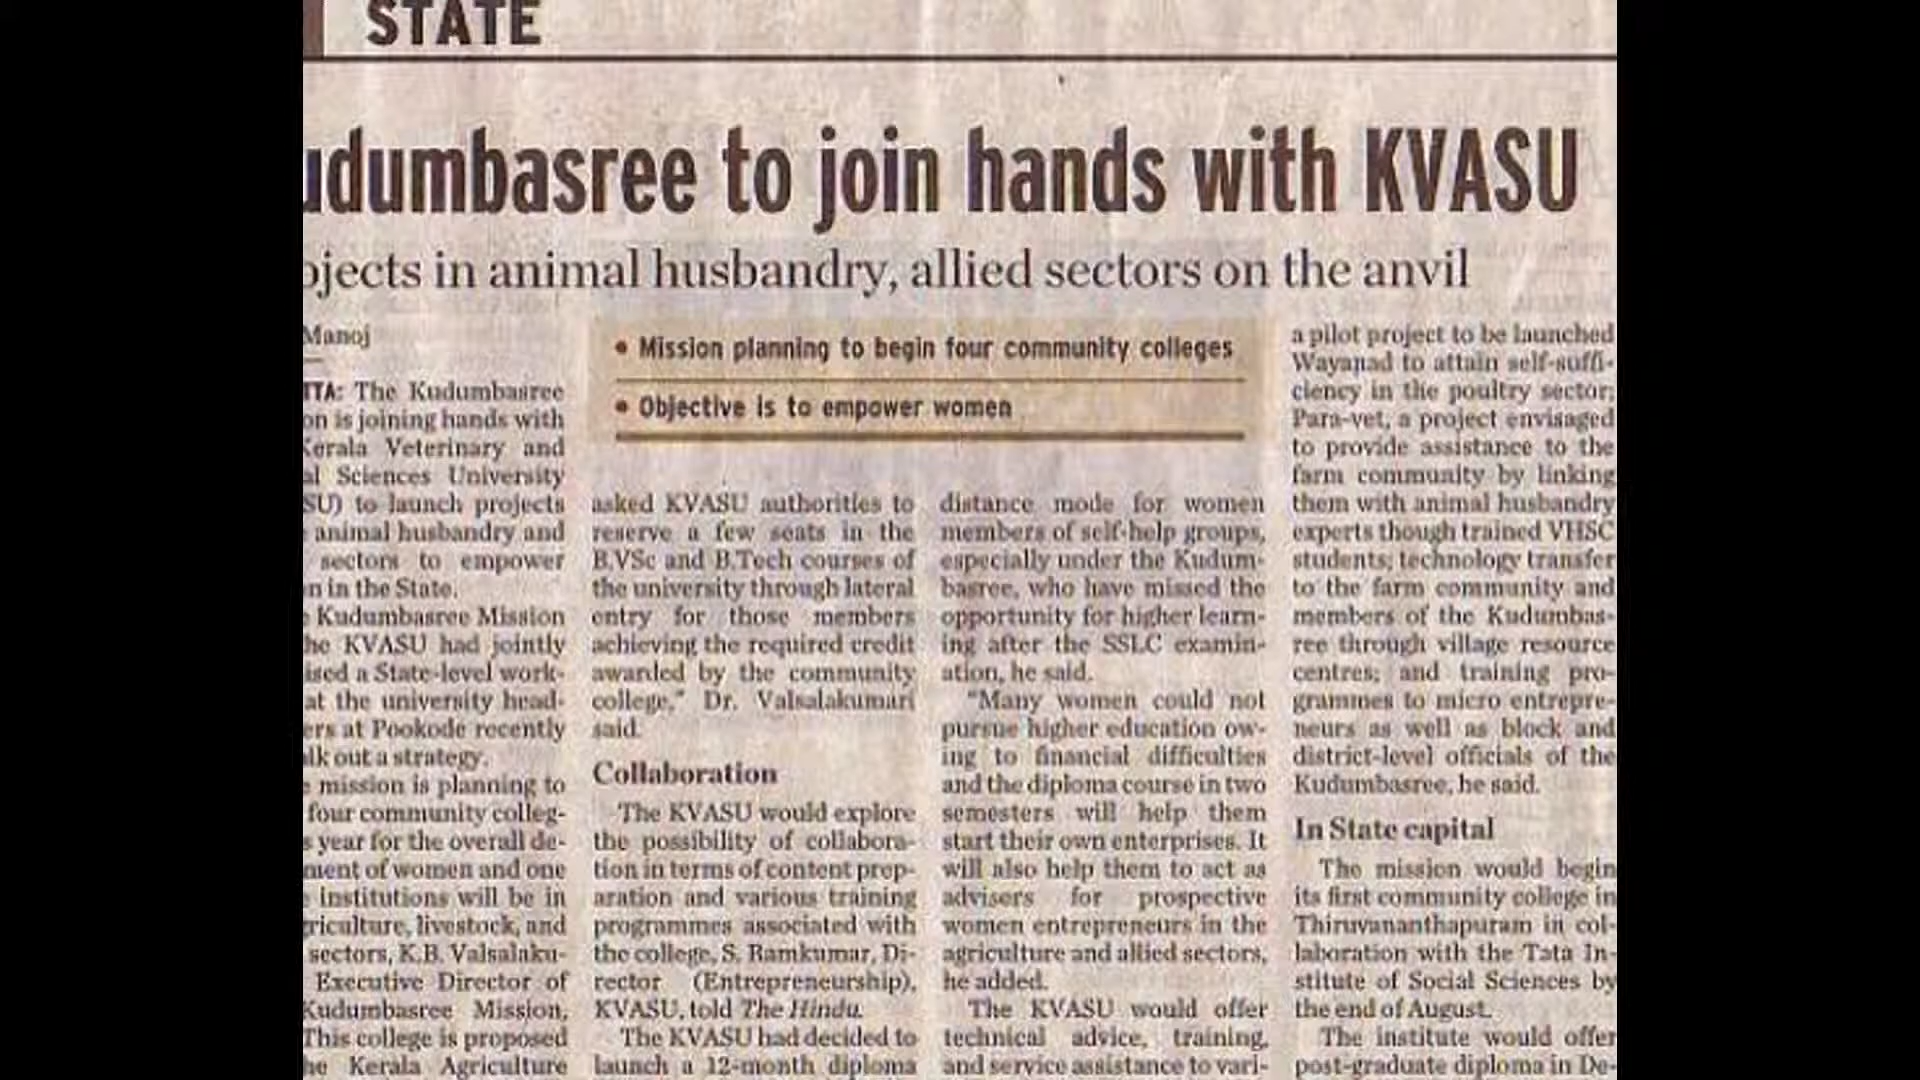 STATE
udumbasree to join hands with KVASU
ojects in animal husbandry, allied sectors on the anvil
Manoj
TTA: The Kudumbasree
on is joining hands with
Kerala Veterinary and
al Sciences University
SU) to launch projects
animal husbandry and
sectors to empower
n in the State.
Kudumbasree Mission
he KVASU had jointly
ised a State-level work-
at the university head-
ers at Pookode recently
lk out a strategy.
mission is planning to
four community colleg-
s year for the overall de-
ment of women and one
institutions will be in
riculture, livestock, and
sectors, K.B. Valsalaku-
Executive Director of
Kudumbasree Mission,
This college is proposed
he Kerala Agriculture
• Mission planning to begin four community colleges
• Objective is to empower women
asked KVASU authorities to
reserve a few seats in the
B.VSc and B.Tech courses of
the university through lateral
entry for those members
achieving the required credit
awarded by the community
college," Dr. Valsalakumari
said.
Collaboration
The KVASU would explore
the possibility of collabora-
tion in terms of content prep-
aration and various training
programmes associated with
the college, S. Ramkumar, Di-
rector (Entrepreneurship),
KVASU, told The Hindu.
The KVASU had decided to
launch a 12-month diploma
distance mode for women
members of self-help groups,
especially under the Kudum-
basree, who have missed the
opportunity for higher learn-
ing after the SSLC examin-
ation, he said.
"Many women could not
pursue higher education ow-
ing to financial difficulties
and the diploma course in two
semesters will help them
start their own enterprises. It
will also help them to act as
advisers for prospective
women entrepreneurs in the
agriculture and allied sectors,
he added.
The KVASU would offer
technical advice, training,
and service assistance to vari-
a pilot project to be launched
Wayanad to attain self-suffi-
ciency in the poultry sector;
Para-vet, a project envisaged
to provide assistance to the
farm community by linking
them with animal husbandry
experts though trained VHSC
students; technology transfer
to the farm community and
members of the Kudumbas-
ree through village resource
centres; and training pro-
grammes to micro entrepre-
neurs as well as block and
district-level officials of the
Kudumbasree, he said.
In State capital
The mission would begin
its first community college in
Thiruvananthapuram in col-
laboration with the Tata In-
stitute of Social Sciences by
the end of August.
The institute would offer
post-graduate diploma in De-